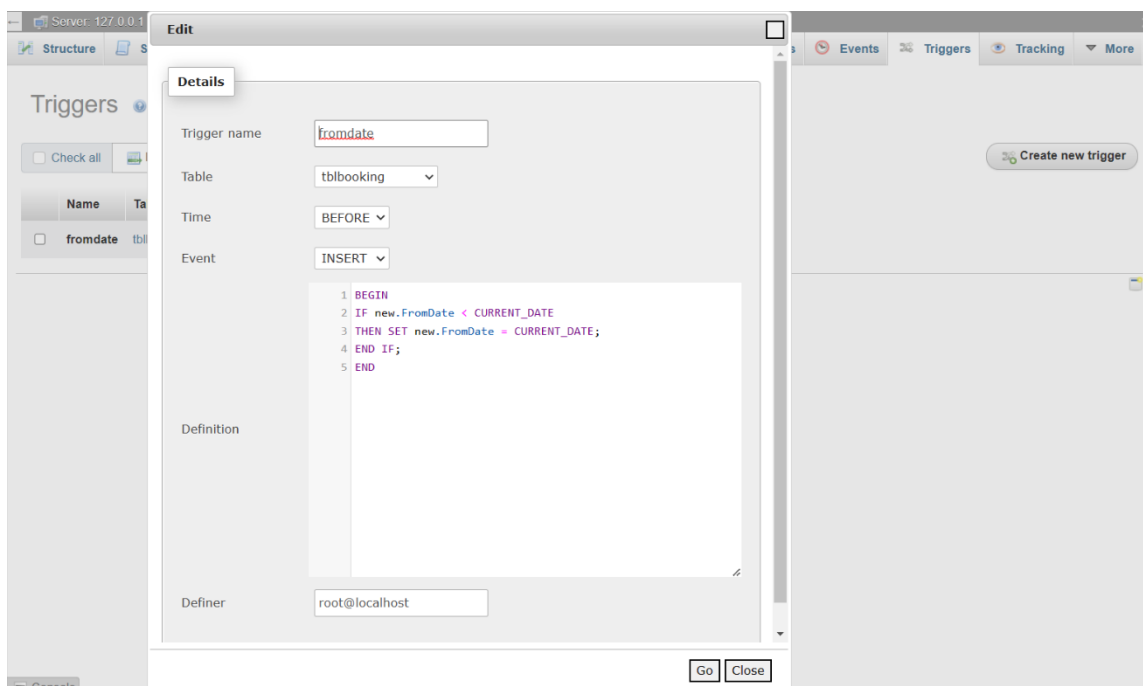 Server: 127.0.0.1
Edit
Structure
Events
Triggers
Tracking
More
Details
Triggers
Trigger name
fromdate
Check all
Create new trigger
Table
tblbooking
Name
Time
BEFORE
fromdate
Event
INSERT
1 BEGIN
2 IF new.FromDate < CURRENT_DATE
3 THEN SET new.FromDate = CURRENT_DATE;
4 END IF;
5 END
Definition
Definer
root@localhost
Go
Close